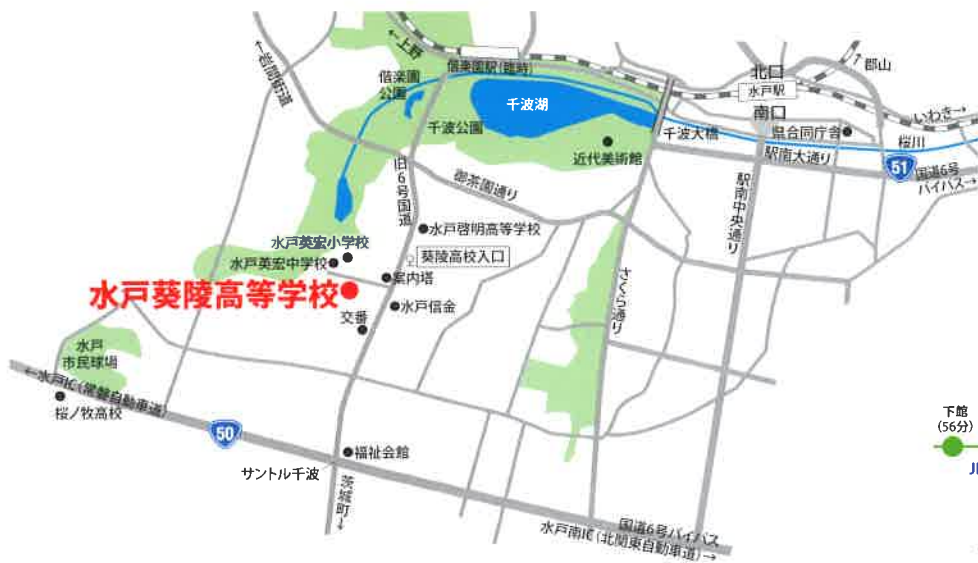 ←上野
←岩間街道
偕楽園駅(臨時)
偕楽園
公園
千波湖
千波公園
近代美術館
千波大橋
北口
水戸駅
南口
郡山
いわき→
県合同庁舎
桜川
駅南大通り
51
国道6号
バイパス→
旧6号国道
御茶園通り
駅南中央通り
さくら通り
水戸啓明高等学校
葵陵高校入口
水戸英宏小学校
水戸英宏中学校
案内塔
水戸葵陵高等学校
水戸信金
交番
水戸
市民球場
←水戸IC(常磐自動車道)
桜ノ牧高校
50
福祉会館
サントル千波
茨城町→
国道6号バイパス
水戸南IC(北関東自動車道)→
下館
(56分)